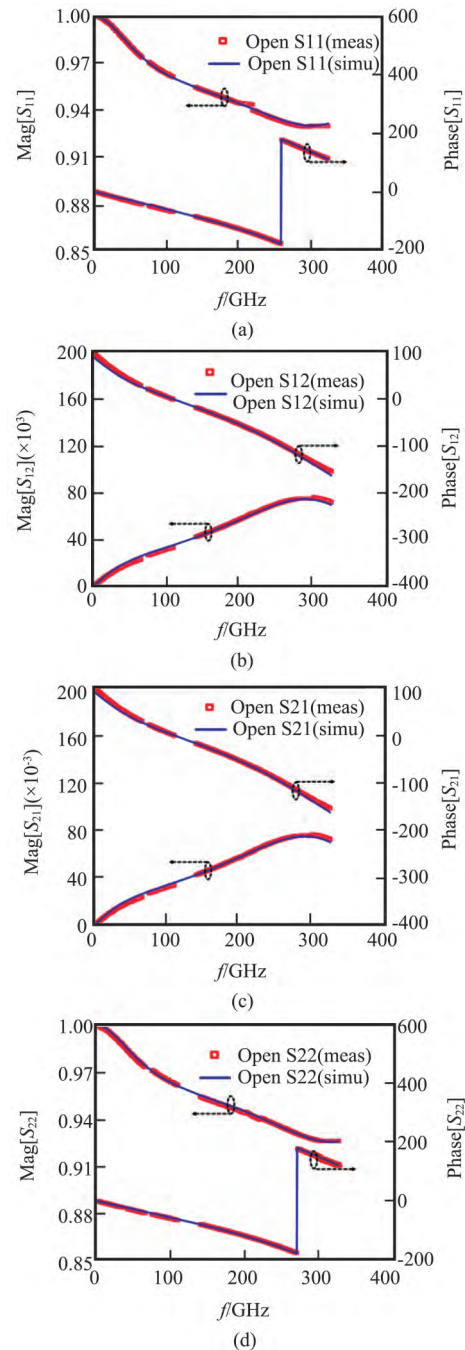 1.00
0.97
0.94
0.91
0.88
0.85
Mag[S11]
600
400
200
0
-200
Phase[S11]
Open S11(meas)
Open S11(simu)
0 100 200 300 400
f/GHz
(a)
200
160
120
80
40
0
Mag[S12](×10³)
100
0
-100
-200
-300
-400
Phase[S12]
Open S12(meas)
Open S12(simu)
0 100 200 300 400
f/GHz
(b)
200
160
120
80
40
0
Mag[S21](×10⁻³)
100
0
-100
-200
-300
-400
Phase[S21]
Open S21(meas)
Open S21(simu)
0 100 200 300 400
f/GHz
(c)
1.00
0.97
0.94
0.91
0.88
0.85
Mag[S22]
600
400
200
0
-200
Phase[S22]
Open S22(meas)
Open S22(simu)
0 100 200 300 400
f/GHz
(d)